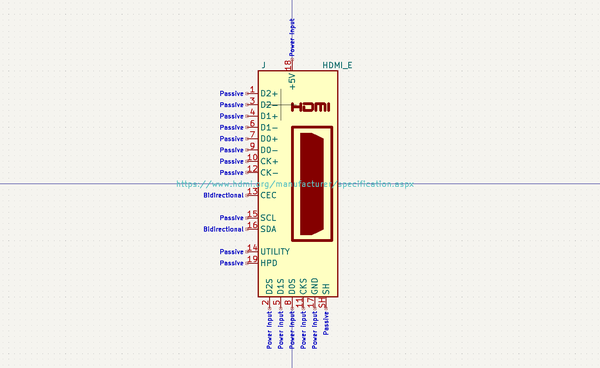 Power Input
18
J HDMI_E
+5V
Passive 1 D2+
Passive 3 D2-
HDMI
Passive 4 D1+
Passive 6 D1-
Passive 7 D0+
Passive 9 D0-
Passive 10 CK+
Passive 12 CK-
https://www.hdmi.org/manufacturer/specification.aspx
Bidirectional 13 CEC
Passive 15 SCL
Bidirectional 16 SDA
Passive 14 UTILITY
Passive 19 HPD
D2S D1S D0S CKS GND SH
2 5 8 11 17 SH
Power Input Power Input Power Input Power Input Power Input Passive